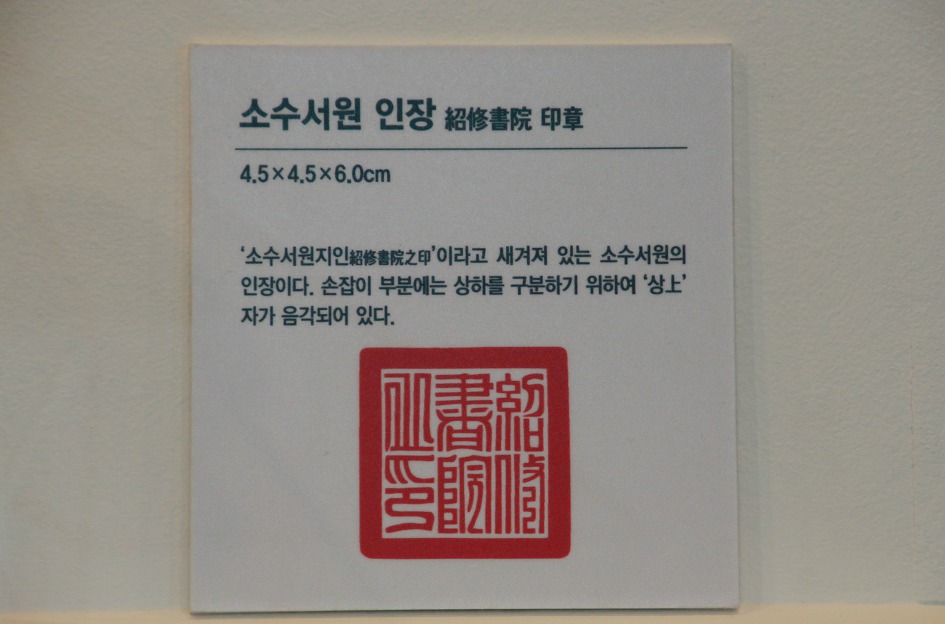 소수서원 인장 紹修書院 印章
4.5×4.5×6.0cm
‘소수서원지인紹修書院之印’이라고 새겨져 있는 소수서원의
인장이다. 손잡이 부분에는 상하를 구분하기 위하여 ‘상上’
자가 음각되어 있다.
紹修
書院
之印